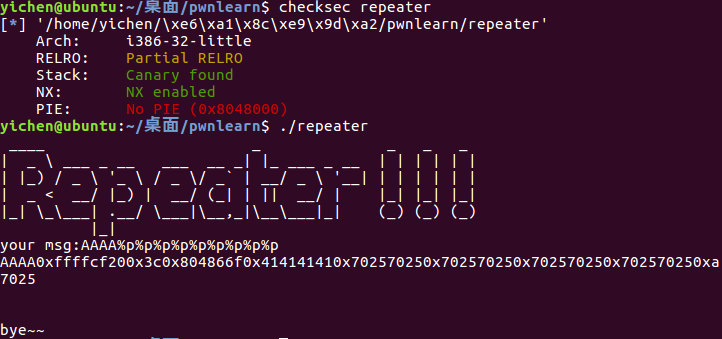 yichen@ubuntu:~/桌面/pwnlearn$ checksec repeater
[*] '/home/yichen/\xe6\xa1\x8c\xe9\x9d\xa2/pwnlearn/repeater'
Arch: i386-32-little
RELRO: Partial RELRO
Stack: Canary found
NX: NX enabled
PIE: No PIE (0x8048000)
yichen@ubuntu:~/桌面/pwnlearn$ ./repeater
Repeater!!!
your msg:AAAA%p%p%p%p%p%p%p%p%p
AAAA0xffffcf200x3c0x804866f0x414141410x702570250x702570250x702570250x702570250xa
7025
bye~~